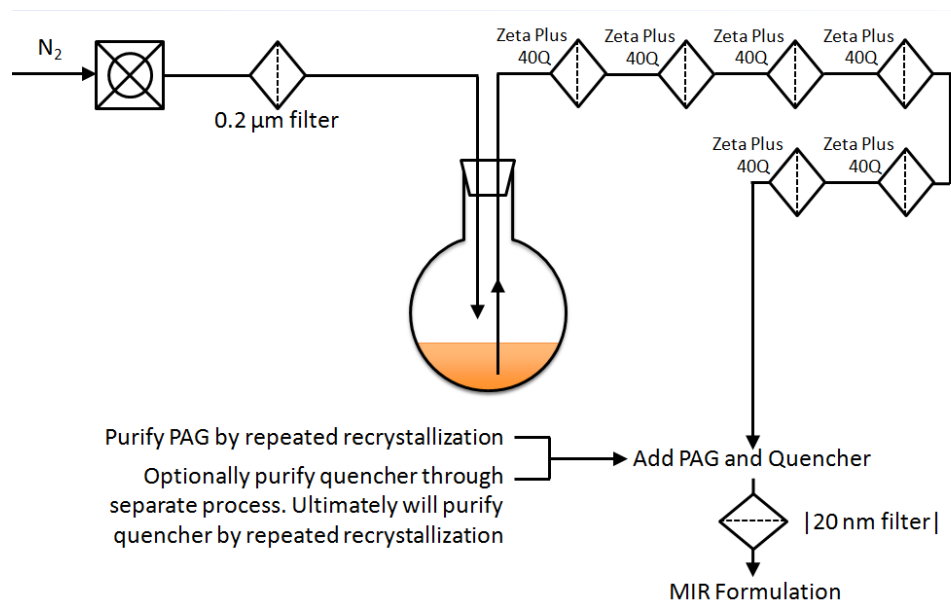 N2
0.2 µm filter
Zeta Plus
40Q
Zeta Plus
40Q
Zeta Plus
40Q
Zeta Plus
40Q
Zeta Plus
40Q
Zeta Plus
40Q
Purify PAG by repeated recrystallization
Optionally purify quencher through
separate process. Ultimately will purify
quencher by repeated recrystallization
Add PAG and Quencher
|20 nm filter|
MIR Formulation